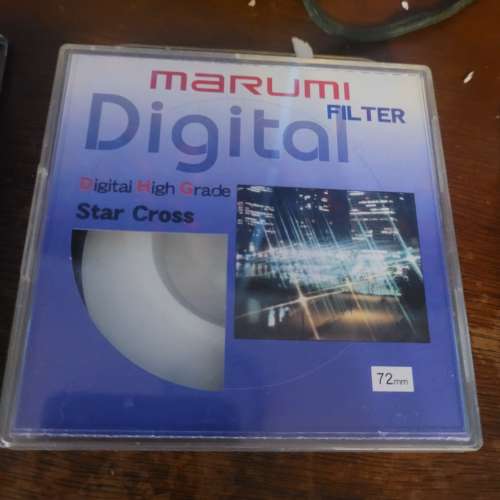 marumi
Digital
FILTER
Digital High Grade
Star Cross
72mm